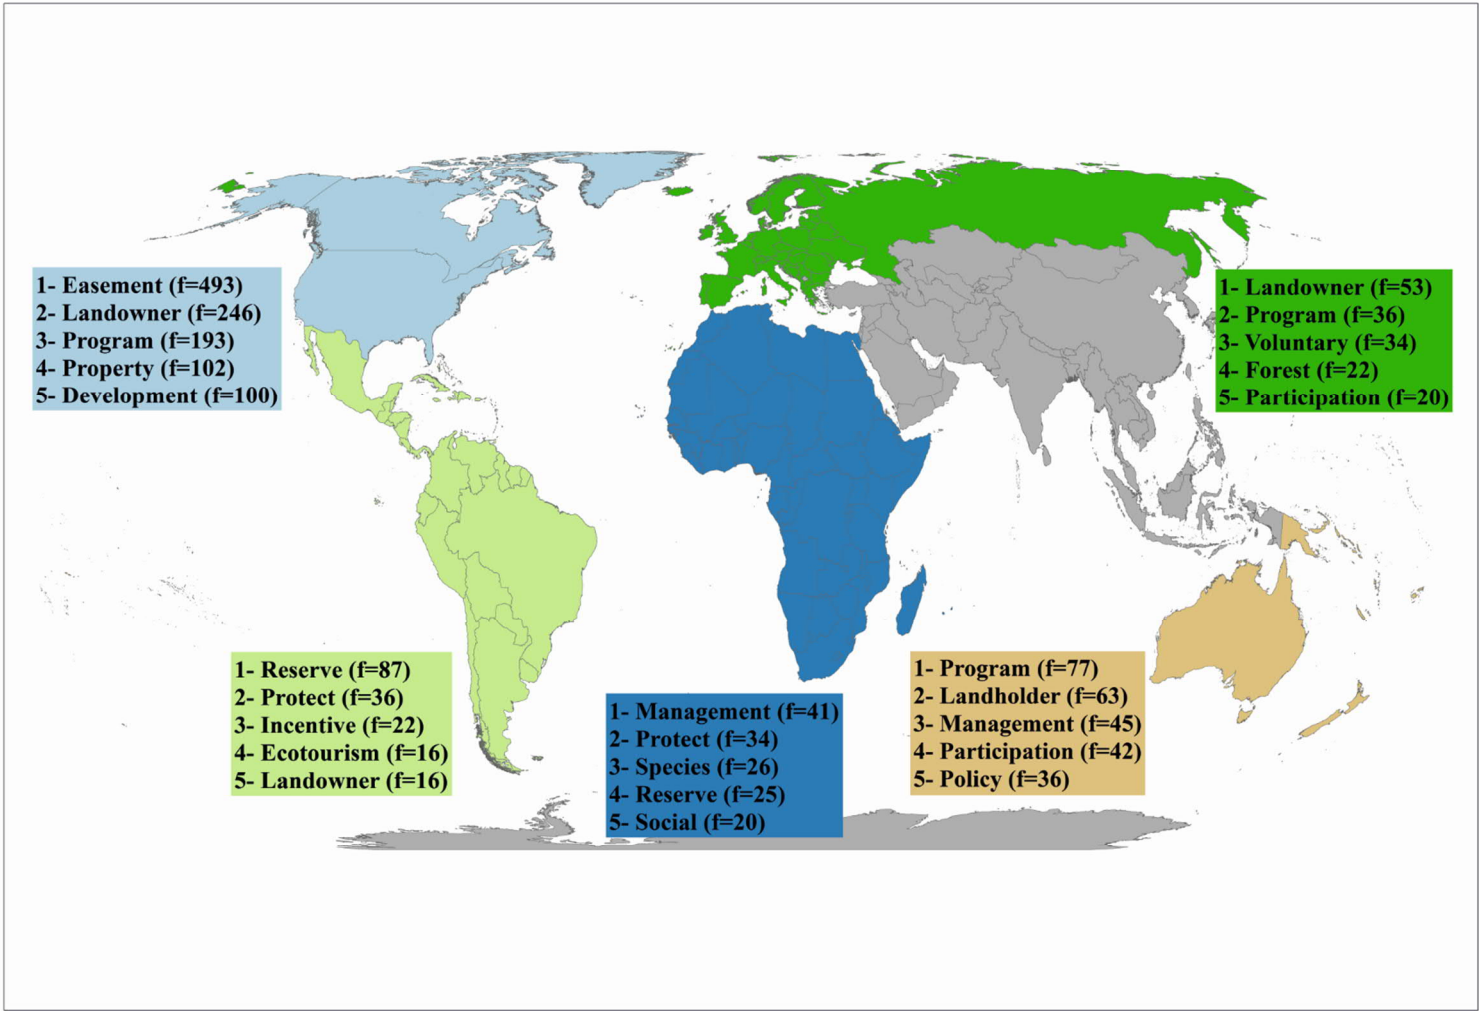 1- Easement (f=493)
2- Landowner (f=246)
3- Program (f=193)
4- Property (f=102)
5- Development (f=100)
1- Landowner (f=53)
2- Program (f=36)
3- Voluntary (f=34)
4- Forest (f=22)
5- Participation (f=20)
1- Reserve (f=87)
2- Protect (f=36)
3- Incentive (f=22)
4- Ecotourism (f=16)
5- Landowner (f=16)
1- Management (f=41)
2- Protect (f=34)
3- Species (f=26)
4- Reserve (f=25)
5- Social (f=20)
1- Program (f=77)
2- Landholder (f=63)
3- Management (f=45)
4- Participation (f=42)
5- Policy (f=36)